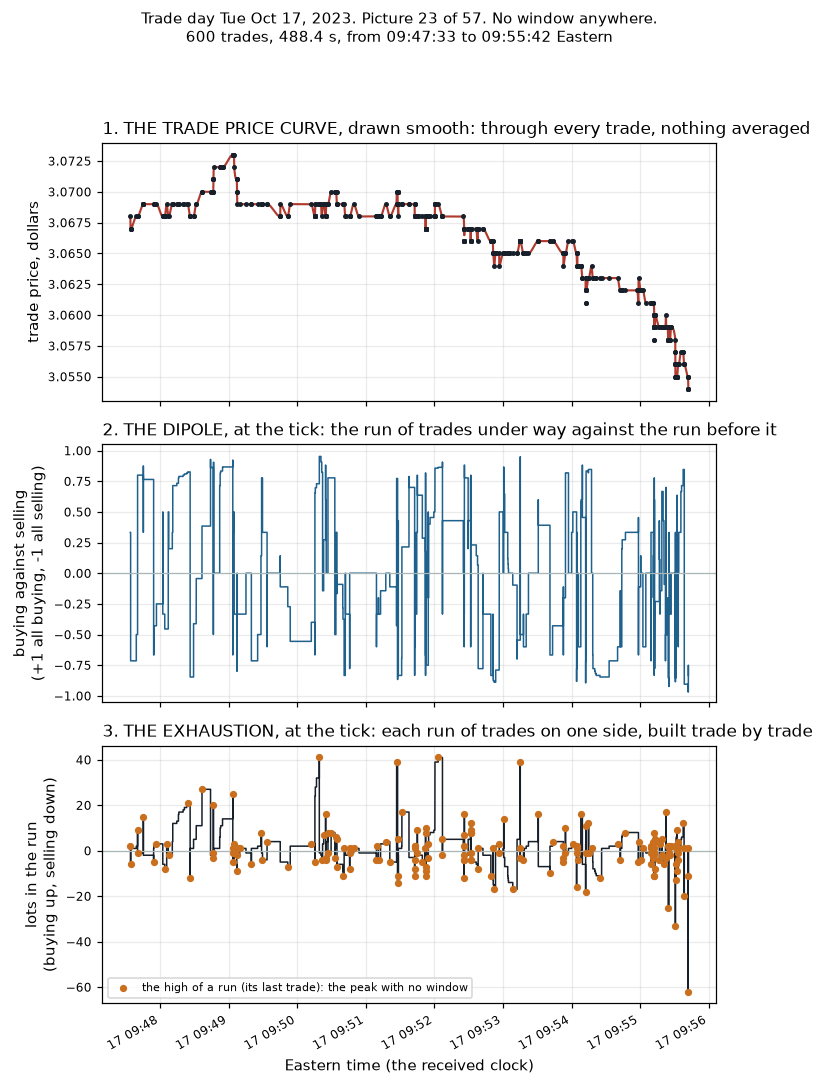 Trade day Tue Oct 17, 2023. Picture 23 of 57. No window anywhere.
600 trades, 488.4 s, from 09:47:33 to 09:55:42 Eastern
1. THE TRADE PRICE CURVE, drawn smooth: through every trade, nothing averaged
3.0725
3.0700
3.0675
3.0650
3.0625
3.0600
3.0575
3.0550
trade price, dollars
2. THE DIPOLE, at the tick: the run of trades under way against the run before it
1.00
0.75
0.50
0.25
0.00
−0.25
−0.50
−0.75
−1.00
buying against selling
(+1 all buying, -1 all selling)
3. THE EXHAUSTION, at the tick: each run of trades on one side, built trade by trade
40
20
0
−20
−40
−60
lots in the run
(buying up, selling down)
the high of a run (its last trade): the peak with no window
17 09:48
17 09:49
17 09:50
17 09:51
17 09:52
17 09:53
17 09:54
17 09:55
17 09:56
Eastern time (the received clock)